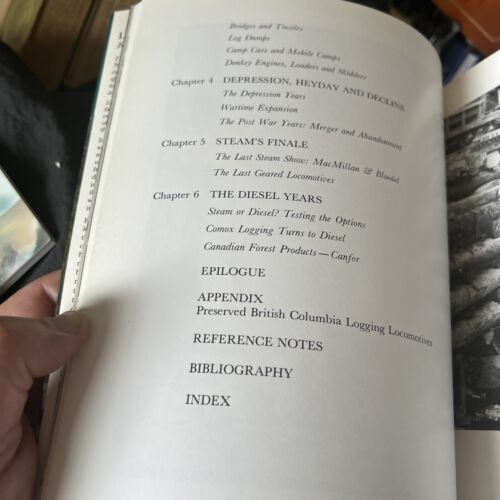 Bridges and Trestles
Log Dumps
Camp Cars and Mobile Camps
Donkey Engines, Loaders and Skidders
Chapter 4 DEPRESSION, HEYDAY AND DECLINE
The Depression Years
Wartime Expansion
The Post War Years: Merger and Abandonment
Chapter 5 STEAM'S FINALE
The Last Steam Show: MacMillan & Bloedel
The Last Geared Locomotives
Chapter 6 THE DIESEL YEARS
Steam or Diesel? Testing the Options
Comox Logging Turns to Diesel
Canadian Forest Products—Canfor
EPILOGUE
APPENDIX
Preserved British Columbia Logging Locomotives
REFERENCE NOTES
BIBLIOGRAPHY
INDEX